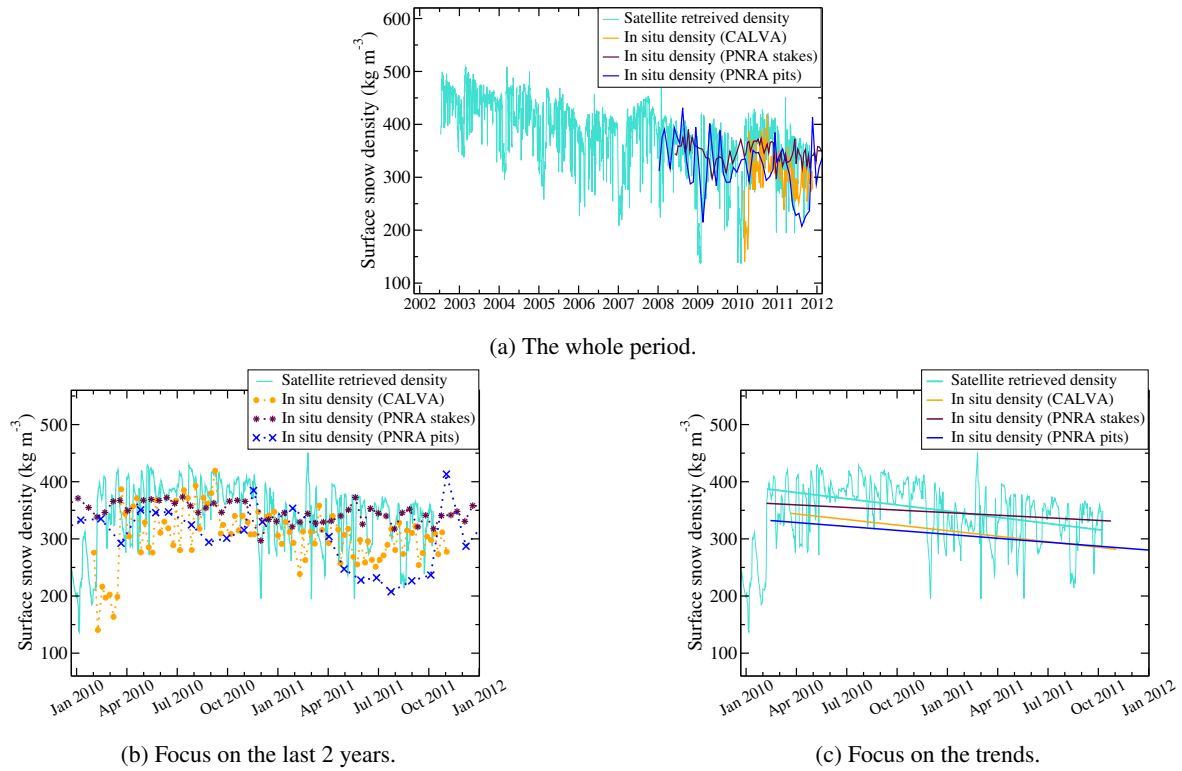 Satellite retreived density
In situ density (CALVA)
In situ density (PNRA stakes)
In situ density (PNRA pits)
Surface snow density (kg m⁻³)
600
500
400
300
200
100
2002 2003 2004 2005 2006 2007 2008 2009 2010 2011 2012
(a) The whole period.
Satellite retrieved density
In situ density (CALVA)
In situ density (PNRA stakes)
In situ density (PNRA pits)
Surface snow density (kg m⁻³)
500
400
300
200
100
Jan 2010 Apr 2010 Jul 2010 Oct 2010 Jan 2011 Apr 2011 Jul 2011 Oct 2011 Jan 2012
(b) Focus on the last 2 years.
Satellite retrieved density
In situ density (CALVA)
In situ density (PNRA stakes)
In situ density (PNRA pits)
Surface snow density (kg m⁻³)
500
400
300
200
100
Jan 2010 Apr 2010 Jul 2010 Oct 2010 Jan 2011 Apr 2011 Jul 2011 Oct 2011 Jan 2012
(c) Focus on the trends.